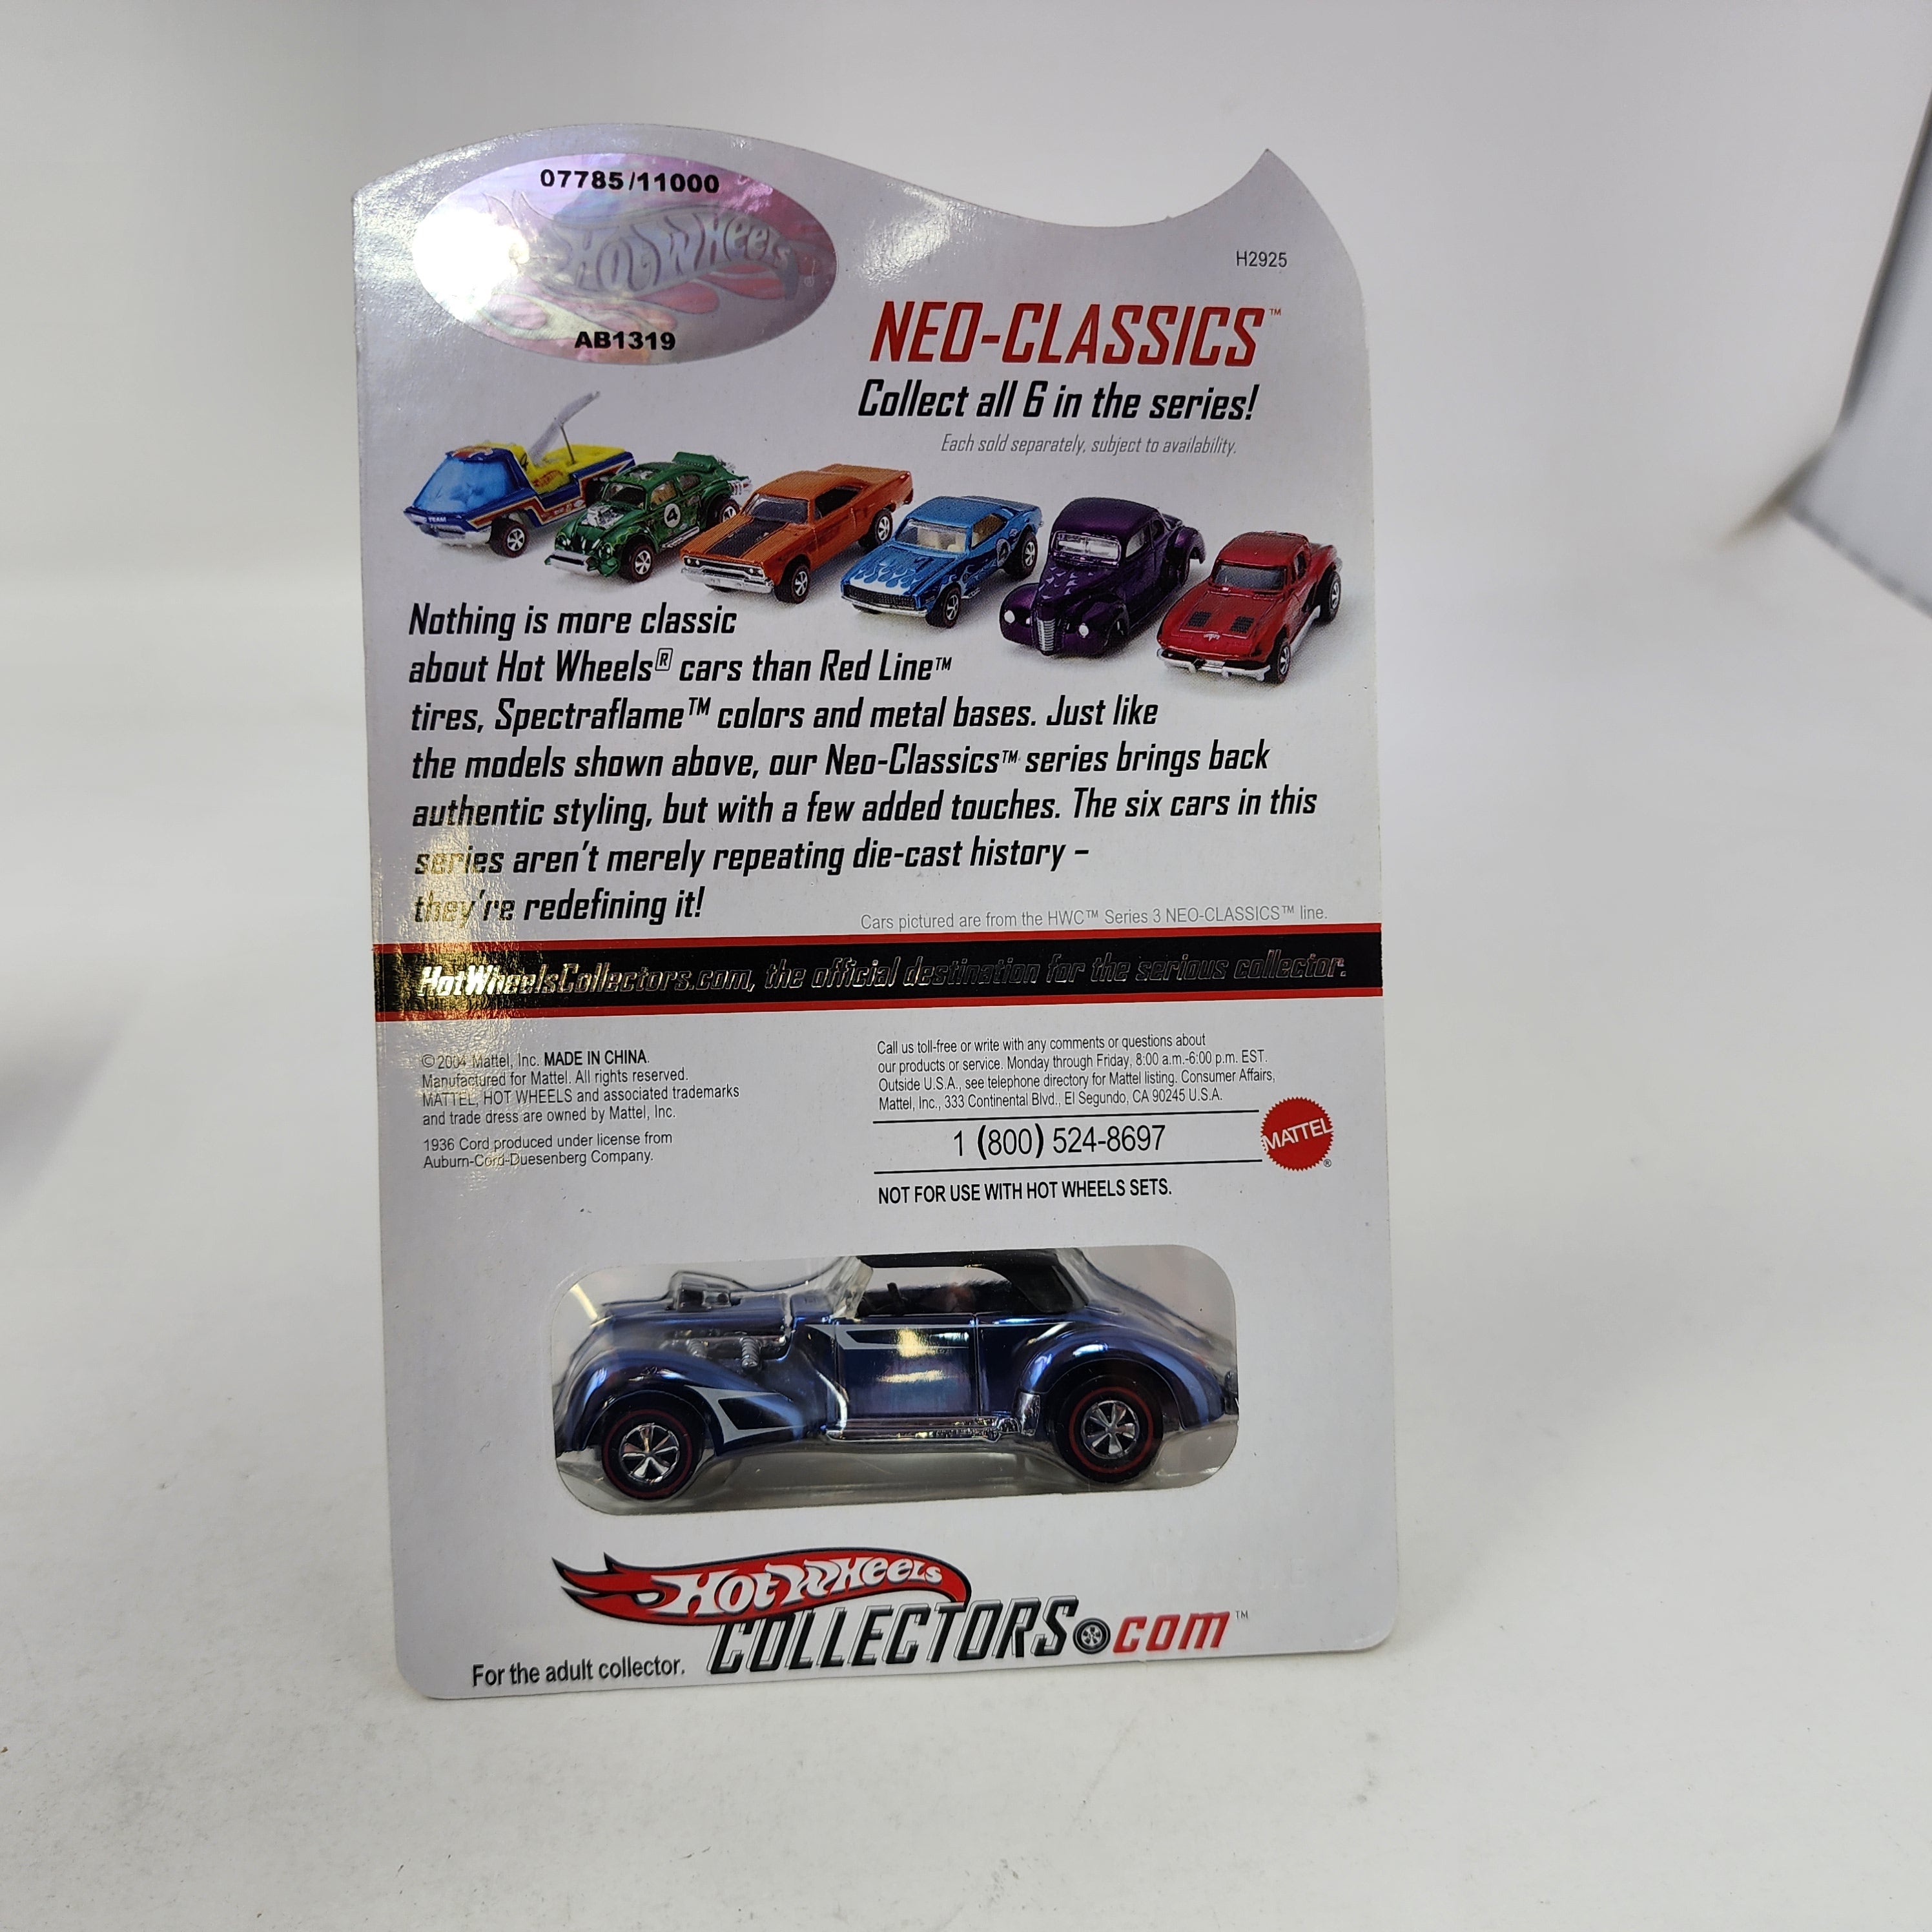 07785/11000
Hot Wheels
AB1319
H2925
NEO-CLASSICS™
Collect all 6 in the series!
Each sold separately, subject to availability.
TEAM
4
Nothing is more classic
about Hot Wheels® cars than Red Line™
tires, Spectraflame™ colors and metal bases. Just like
the models shown above, our Neo-Classics™ series brings back
authentic styling, but with a few added touches. The six cars in this
series aren't merely repeating die-cast history –
they're redefining it!
Cars pictured are from the HWC™ Series 3 NEO-CLASSICS™ line.
HotWheelsCollectors.com, the official destination for the serious collector.
©2004 Mattel, Inc. MADE IN CHINA.
Manufactured for Mattel. All rights reserved.
MATTEL, HOT WHEELS and associated trademarks
and trade dress are owned by Mattel, Inc.
1936 Cord produced under license from
Auburn-Cord-Duesenberg Company.
Call us toll-free or write with any comments or questions about
our products or service. Monday through Friday, 8:00 a.m.-6:00 p.m. EST.
Outside U.S.A., see telephone directory for Mattel listing. Consumer Affairs,
Mattel, Inc., 333 Continental Blvd., El Segundo, CA 90245 U.S.A.
1 (800) 524-8697
MATTEL®
NOT FOR USE WITH HOT WHEELS SETS.
Hot Wheels
COLLECTORS.com™
For the adult collector.